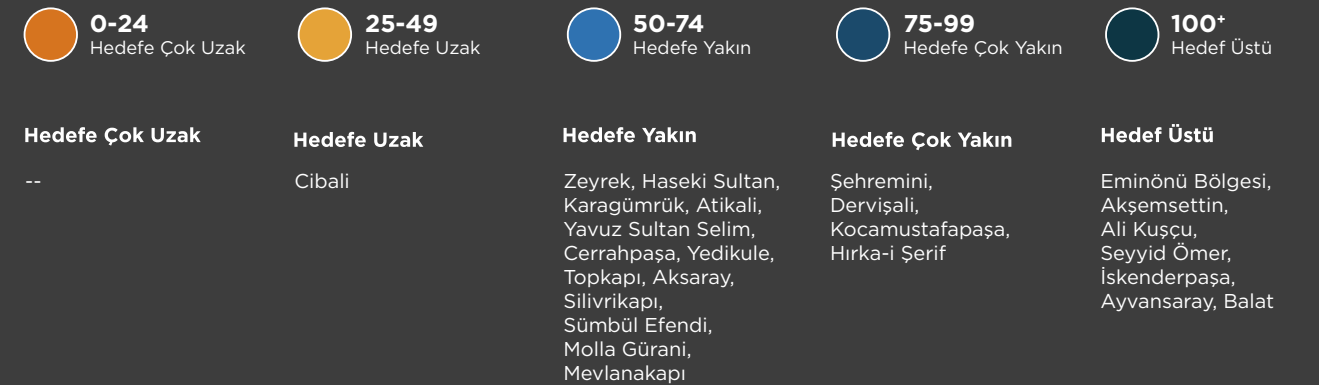 0-24
Hedefe Çok Uzak
25-49
Hedefe Uzak
50-74
Hedefe Yakın
75-99
Hedefe Çok Yakın
100+
Hedef Üstü
Hedefe Çok Uzak
--
Hedefe Uzak
Cibali
Hedefe Yakın
Zeyrek, Haseki Sultan,
Karagümrük, Atikali,
Yavuz Sultan Selim,
Cerrahpaşa, Yedikule,
Topkapı, Aksaray,
Silivrikapı,
Sümbül Efendi,
Molla Gürani,
Mevlanakapı
Hedefe Çok Yakın
Şehremini,
Dervişali,
Kocamustafapaşa,
Hırka-i Şerif
Hedef Üstü
Eminönü Bölgesi,
Akşemsettin,
Ali Kuşçu,
Seyyid Ömer,
İskenderpaşa,
Ayvansaray, Balat